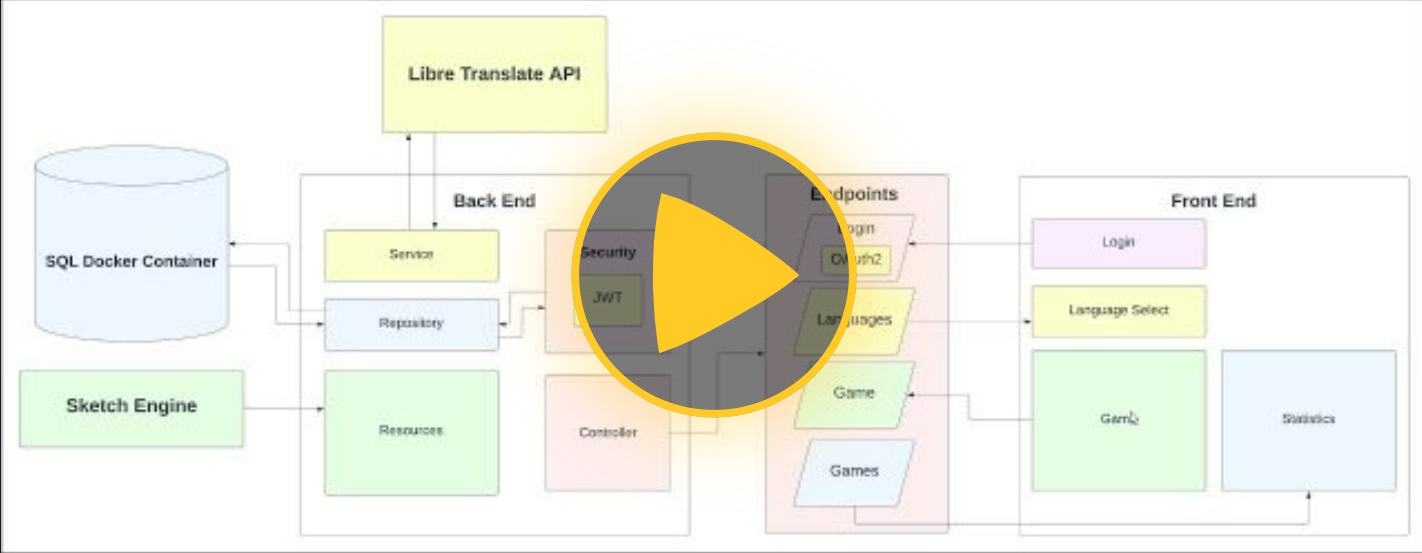 Libre Translate API
SQL Docker Container
Sketch Engine
Back End
Service
Repository
Resources
Security
JWT
Controller
Endpoints
Login
OAuth2
Languages
Game
Games
Front End
Login
Language Select
Game
Statistics